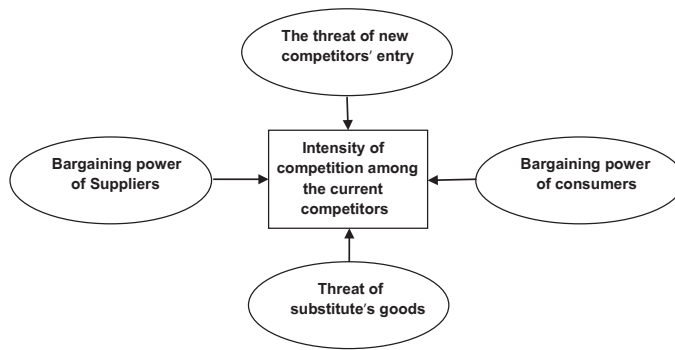 The threat of new
competitors' entry
Bargaining power
of Suppliers
Intensity of
competition among
the current
competitors
Bargaining power
of consumers
Threat of
substitute's goods